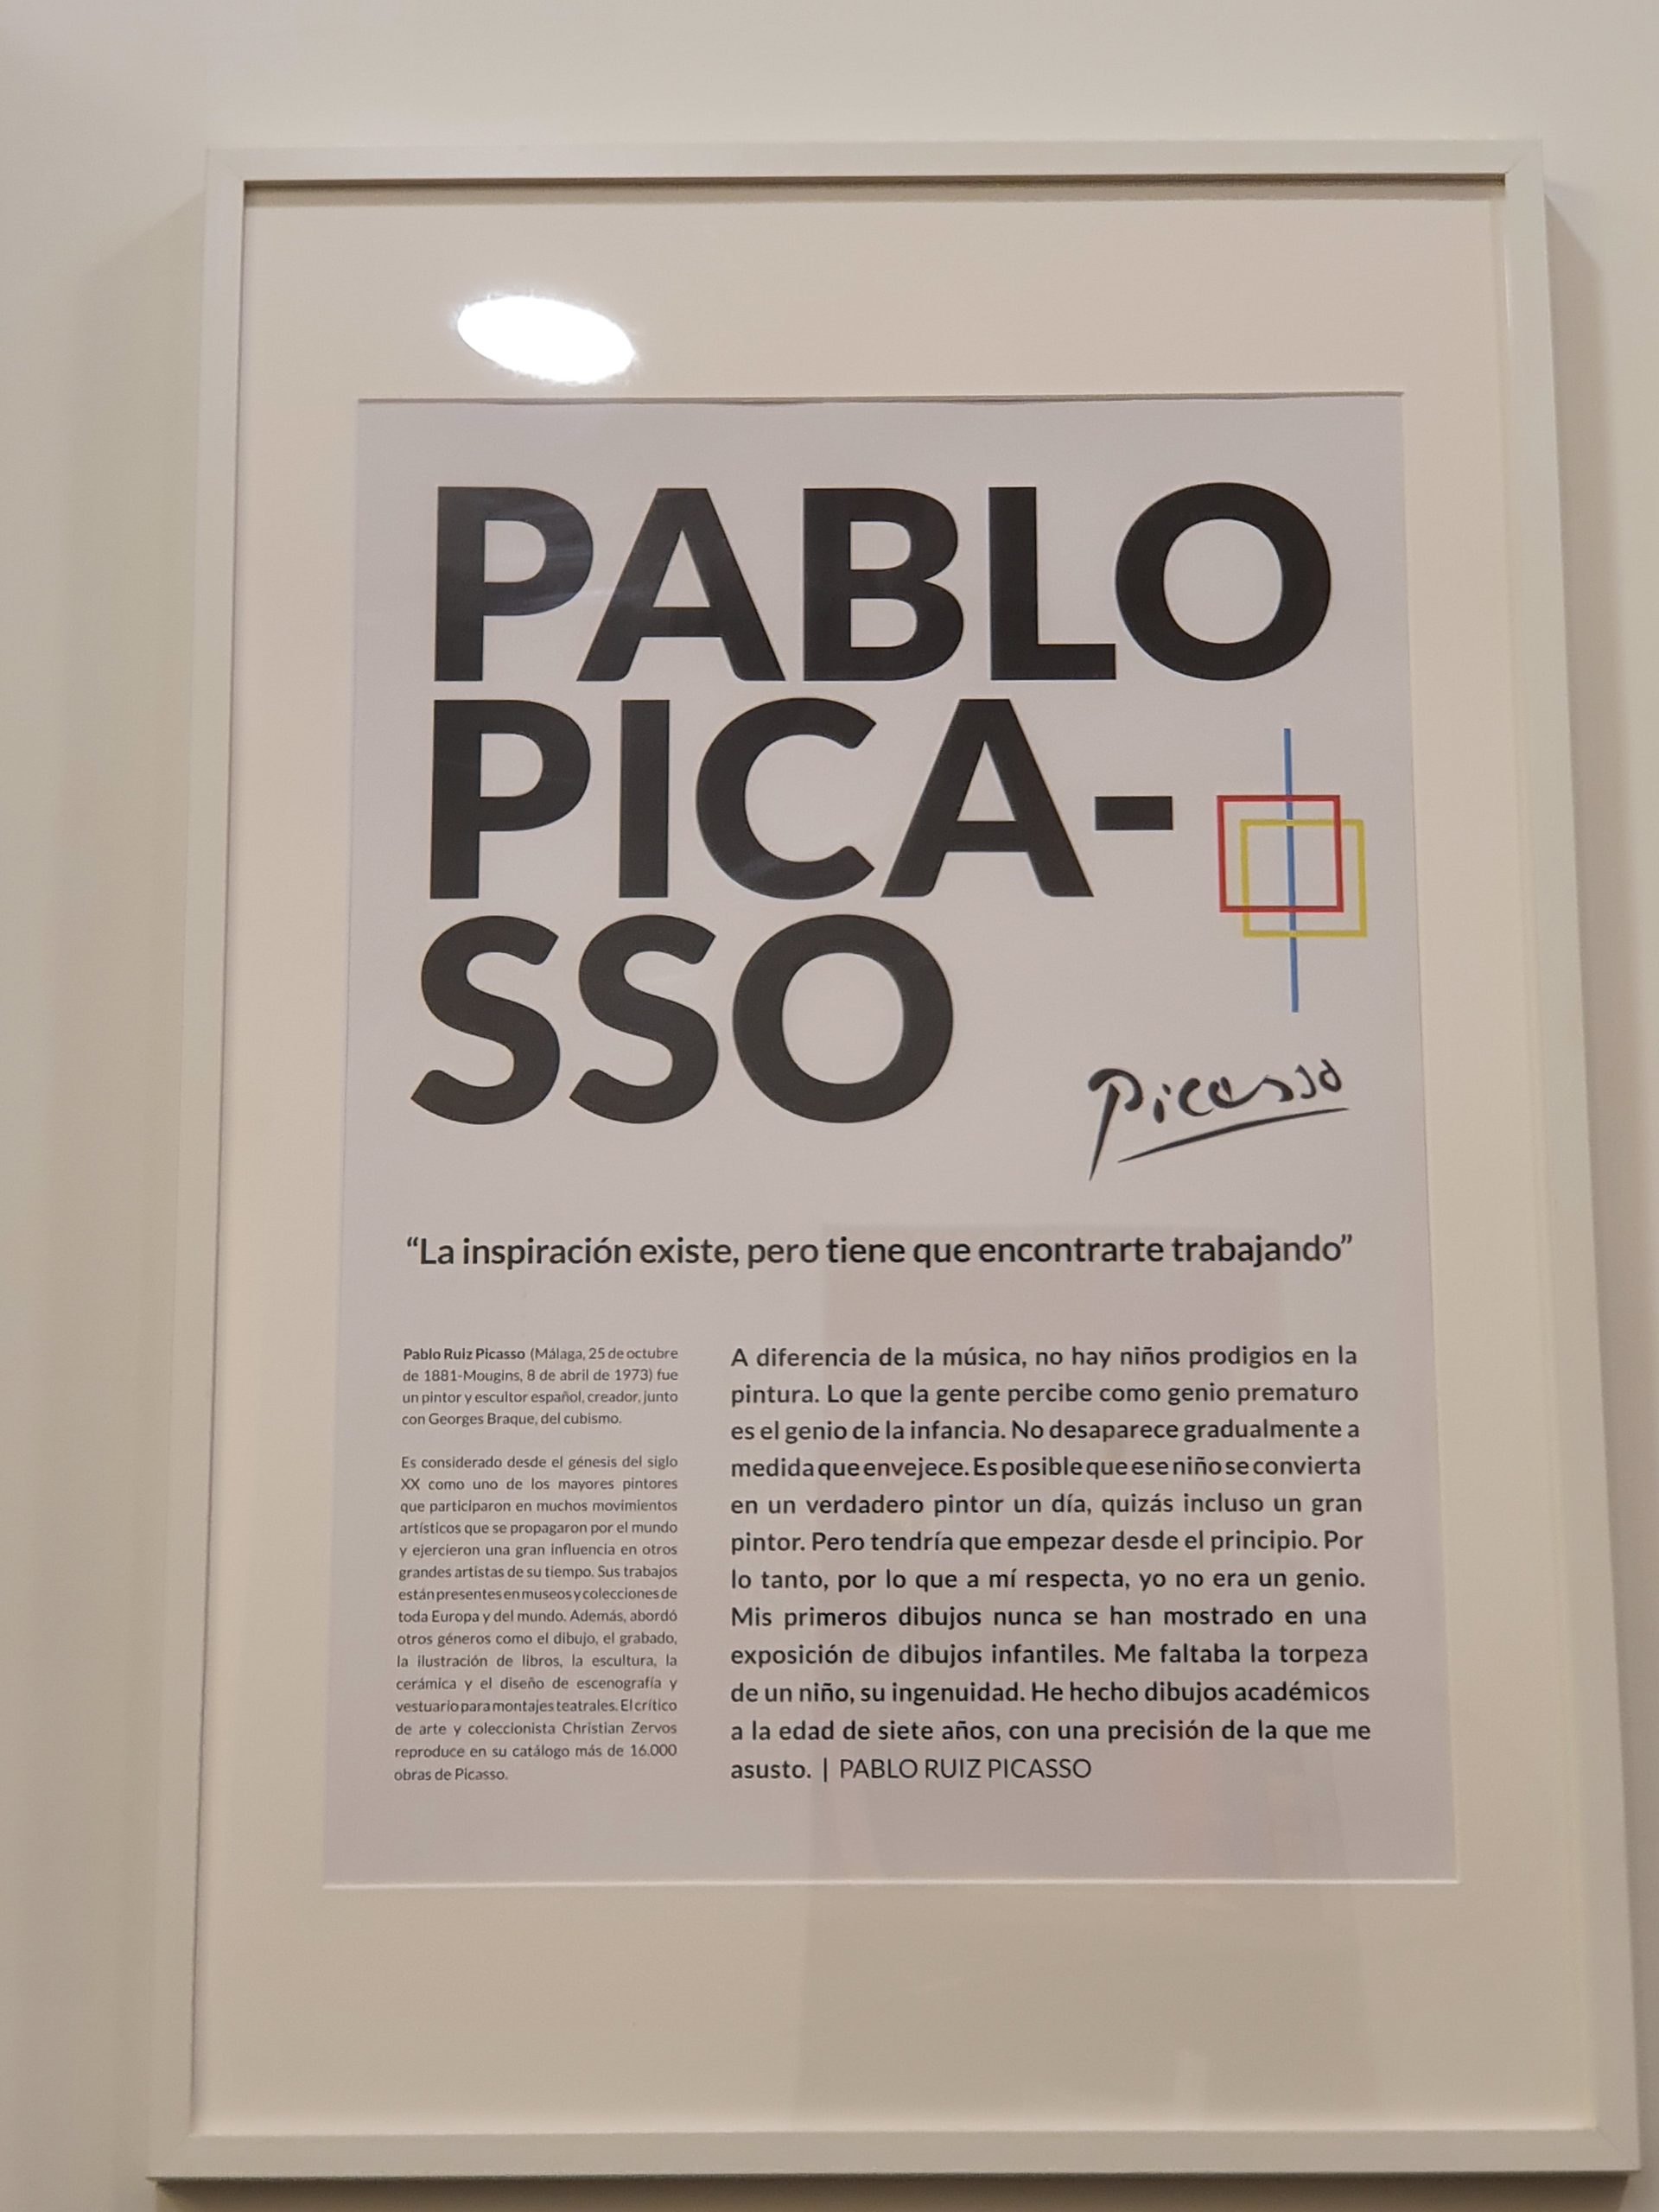 PABLO
PICA-
SSO
Picasso
“La inspiración existe, pero tiene que encontrarte trabajando”
Pablo Ruiz Picasso (Málaga, 25 de octubre
de 1881-Mougins, 8 de abril de 1973) fue
un pintor y escultor español, creador, junto
con Georges Braque, del cubismo.
Es considerado desde el génesis del siglo
XX como uno de los mayores pintores
que participaron en muchos movimientos
artísticos que se propagaron por el mundo
y ejercieron una gran influencia en otros
grandes artistas de su tiempo. Sus trabajos
están presentes en museos y colecciones de
toda Europa y del mundo. Además, abordó
otros géneros como el dibujo, el grabado,
la ilustración de libros, la escultura, la
cerámica y el diseño de escenografía y
vestuario para montajes teatrales. El crítico
de arte y coleccionista Christian Zervos
reproduce en su catálogo más de 16.000
obras de Picasso.
A diferencia de la música, no hay niños prodigios en la
pintura. Lo que la gente percibe como genio prematuro
es el genio de la infancia. No desaparece gradualmente a
medida que envejece. Es posible que ese niño se convierta
en un verdadero pintor un día, quizás incluso un gran
pintor. Pero tendría que empezar desde el principio. Por
lo tanto, por lo que a mí respecta, yo no era un genio.
Mis primeros dibujos nunca se han mostrado en una
exposición de dibujos infantiles. Me faltaba la torpeza
de un niño, su ingenuidad. He hecho dibujos académicos
a la edad de siete años, con una precisión de la que me
asusto. | PABLO RUIZ PICASSO